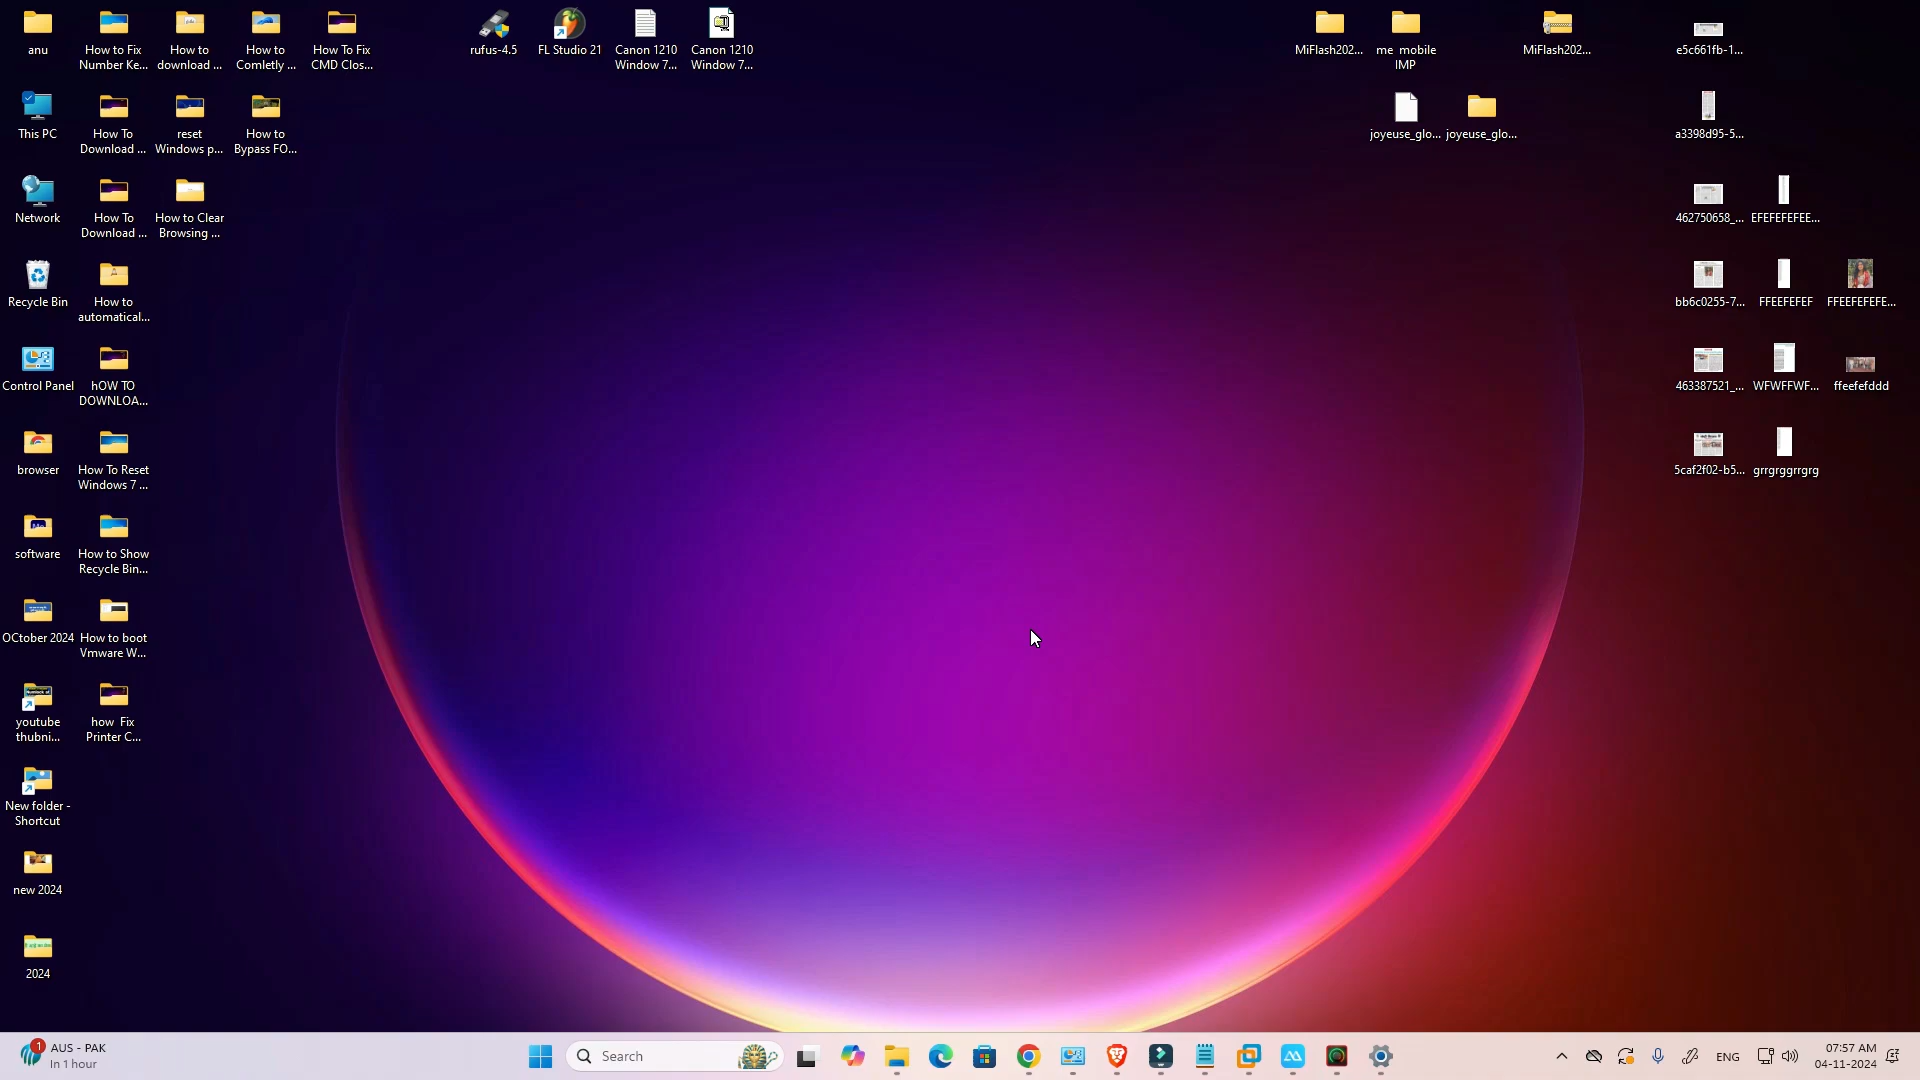 anu
How to Fix
Number Ke...
How to
download ...
How to
Comletly ...
How To Fix
CMD Clos...
rufus-4.5
FL Studio 21
Canon 1210
Window 7...
Canon 1210
Window 7...
MiFlash202...
me mobile
IMP
MiFlash202...
e5c661fb-1...
This PC
How To
Download ...
reset
Windows p...
How to
Bypass FO...
joyeuse_glo...
joyeuse_glo...
a3398d95-5...
Network
How To
Download ...
How to Clear
Browsing ...
462750658_...
EFEFEFEFEE...
Recycle Bin
How to
automatical...
bb6c0255-7...
FFEEFEFEF
FFEEFEFEFE...
Control Panel
hOW TO
DOWNLOA...
463387521_...
WFWFFWF...
ffeefefddd
browser
How To Reset
Windows 7 ...
5caf2f02-b5...
grrgrggrrgrg
software
How to Show
Recycle Bin...
OCtober 2024
How to boot
Vmware W...
youtube
thubni...
how Fix
Printer C...
New folder -
Shortcut
new 2024
2024
1
AUS - PAK
In 1 hour
Search
ENG
07:57 AM
04-11-2024